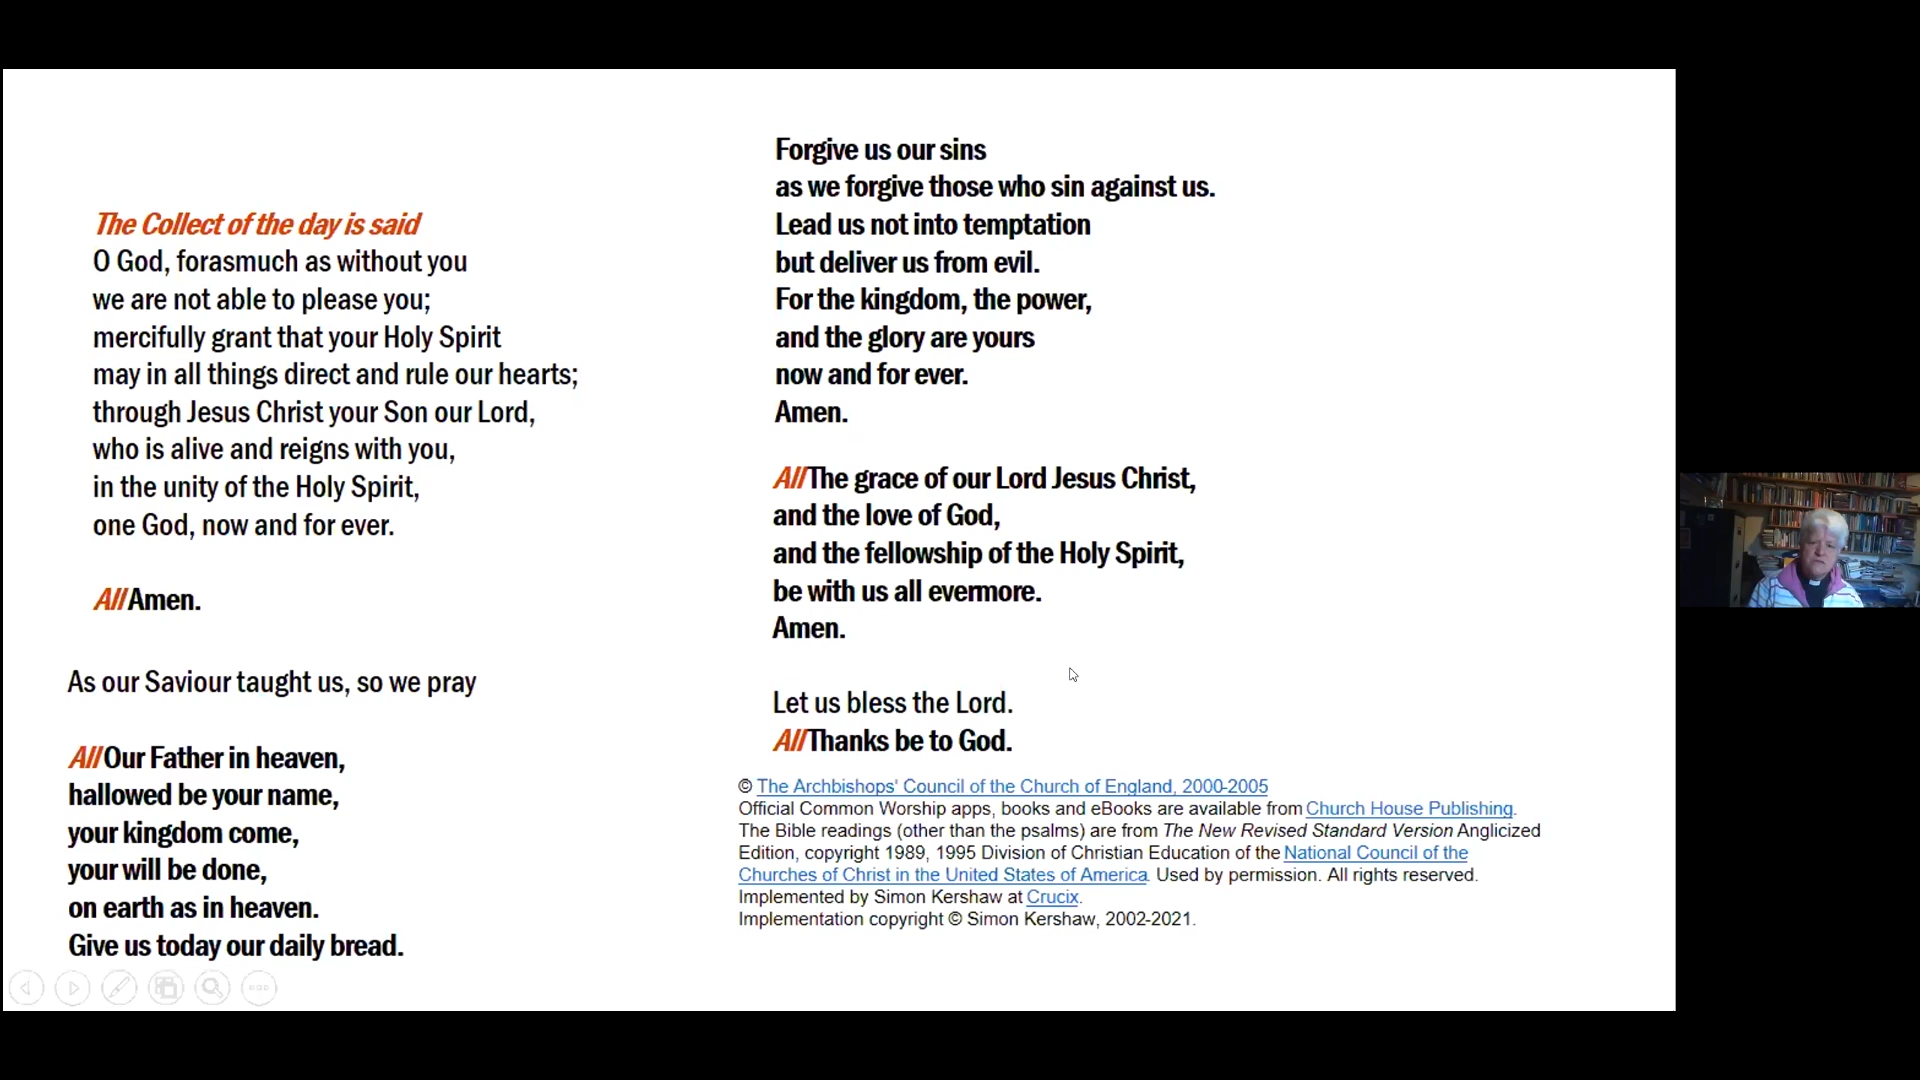 The Collect of the day is said
O God, forasmuch as without you
we are not able to please you;
mercifully grant that your Holy Spirit
may in all things direct and rule our hearts;
through Jesus Christ your Son our Lord,
who is alive and reigns with you,
in the unity of the Holy Spirit,
one God, now and for ever.
AllAmen.
As our Saviour taught us, so we pray
AllOur Father in heaven,
hallowed be your name,
your kingdom come,
your will be done,
on earth as in heaven.
Give us today our daily bread.
Forgive us our sins
as we forgive those who sin against us.
Lead us not into temptation
but deliver us from evil.
For the kingdom, the power,
and the glory are yours
now and for ever.
Amen.
AllThe grace of our Lord Jesus Christ,
and the love of God,
and the fellowship of the Holy Spirit,
be with us all evermore.
Amen.
Let us bless the Lord.
AllThanks be to God.
© The Archbishops' Council of the Church of England, 2000-2005
Official Common Worship apps, books and eBooks are available from Church House Publishing.
The Bible readings (other than the psalms) are from The New Revised Standard Version Anglicized
Edition, copyright 1989, 1995 Division of Christian Education of the National Council of the
Churches of Christ in the United States of America. Used by permission. All rights reserved.
Implemented by Simon Kershaw at Crucix.
Implementation copyright © Simon Kershaw, 2002-2021.